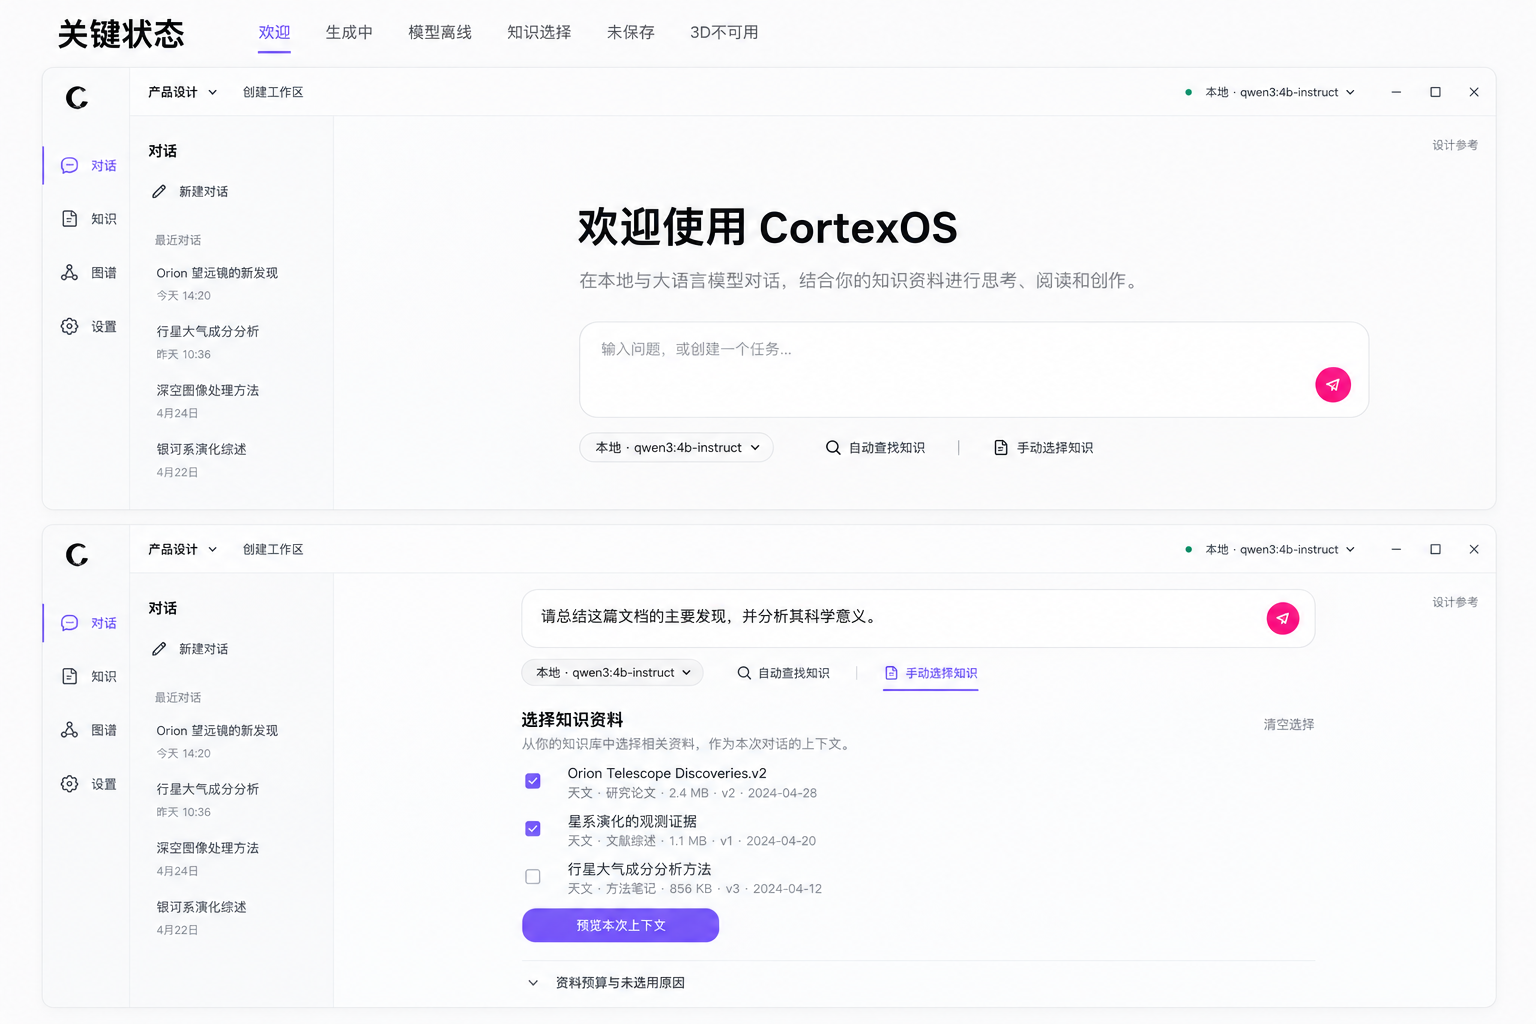 关键状态
欢迎 生成中 模型离线 知识选择 未保存 3D不可用
产品设计 创建工作区 本地 · qwen3:4b-instruct
对话
知识
图谱
设置
对话
新建对话
最近对话
Orion 望远镜的新发现
今天 14:20
行星大气成分分析
昨天 10:36
深空图像处理方法
4月24日
银河系演化综述
4月22日
设计参考
欢迎使用 CortexOS
在本地与大语言模型对话，结合你的知识资料进行思考、阅读和创作。
输入问题，或创建一个任务...
本地 · qwen3:4b-instruct 自动查找知识 | 手动选择知识
产品设计 创建工作区 本地 · qwen3:4b-instruct
对话
知识
图谱
设置
对话
新建对话
最近对话
Orion 望远镜的新发现
今天 14:20
行星大气成分分析
昨天 10:36
深空图像处理方法
4月24日
银河系演化综述
4月22日
设计参考
请总结这篇文档的主要发现，并分析其科学意义。
本地 · qwen3:4b-instruct 自动查找知识 | 手动选择知识
选择知识资料
清空选择
从你的知识库中选择相关资料，作为本次对话的上下文。
Orion Telescope Discoveries.v2
天文 · 研究论文 · 2.4 MB · v2 · 2024-04-28
星系演化的观测证据
天文 · 文献综述 · 1.1 MB · v1 · 2024-04-20
行星大气成分分析方法
天文 · 方法笔记 · 856 KB · v3 · 2024-04-12
预览本次上下文
资料预算与未选用原因